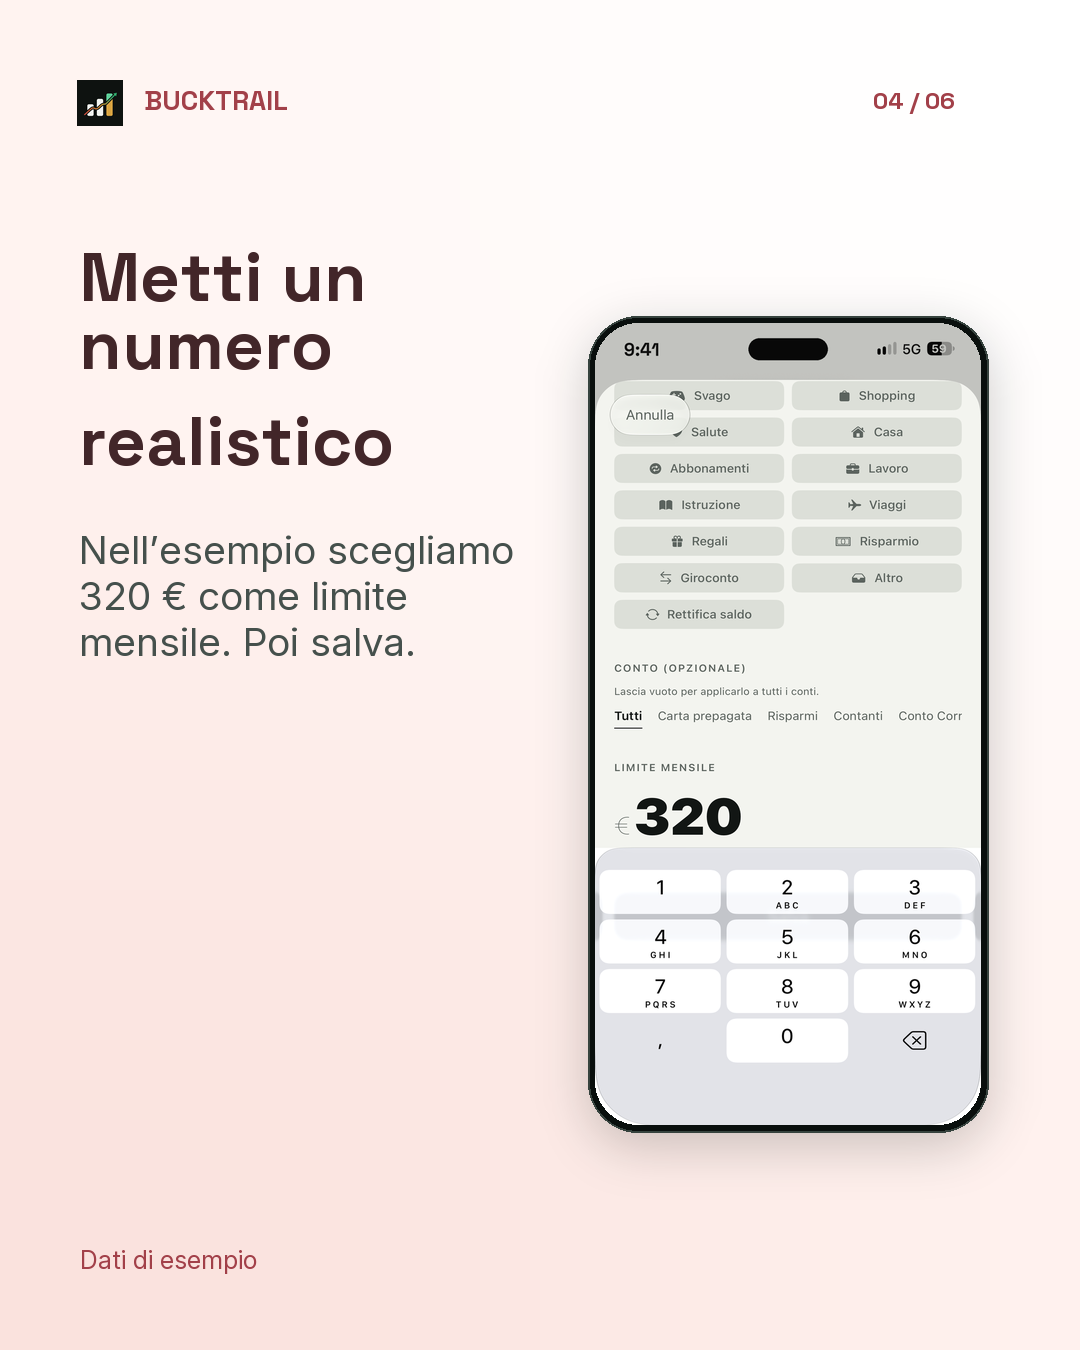 BUCKTRAIL
04 / 06
Metti un
numero
realistico
Nell’esempio scegliamo
320 € come limite
mensile. Poi salva.
9:41
5G 59
Svago
Shopping
Annulla
Salute
Casa
Abbonamenti
Lavoro
Istruzione
Viaggi
Regali
Risparmio
Giroconto
Altro
Rettifica saldo
CONTO (OPZIONALE)
Lascia vuoto per applicarlo a tutti i conti.
Tutti Carta prepagata Risparmi Contanti Conto Corr
LIMITE MENSILE
€ 320
1 2 3
ABC DEF
4 5 6
GHI JKL MNO
7 8 9
PQRS TUV WXYZ
, 0
Dati di esempio